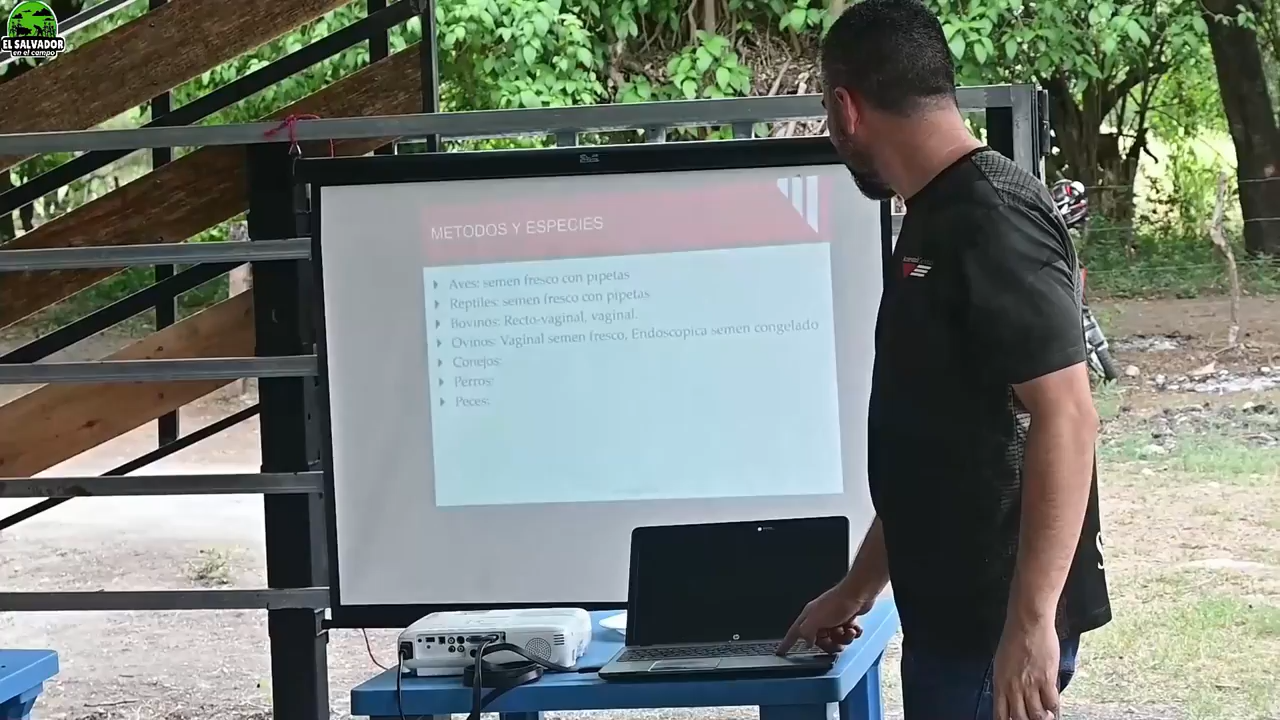 EL SALVADOR
en el campo
METODOS Y ESPECIES
Aves: semen fresco con pipetas
Reptiles: semen fresco con pipetas
Bovinos: Recto-vaginal, vaginal.
Ovinos: Vaginal semen fresco, Endoscopica semen congelado
Conejos:
Perros:
Peces:
hp